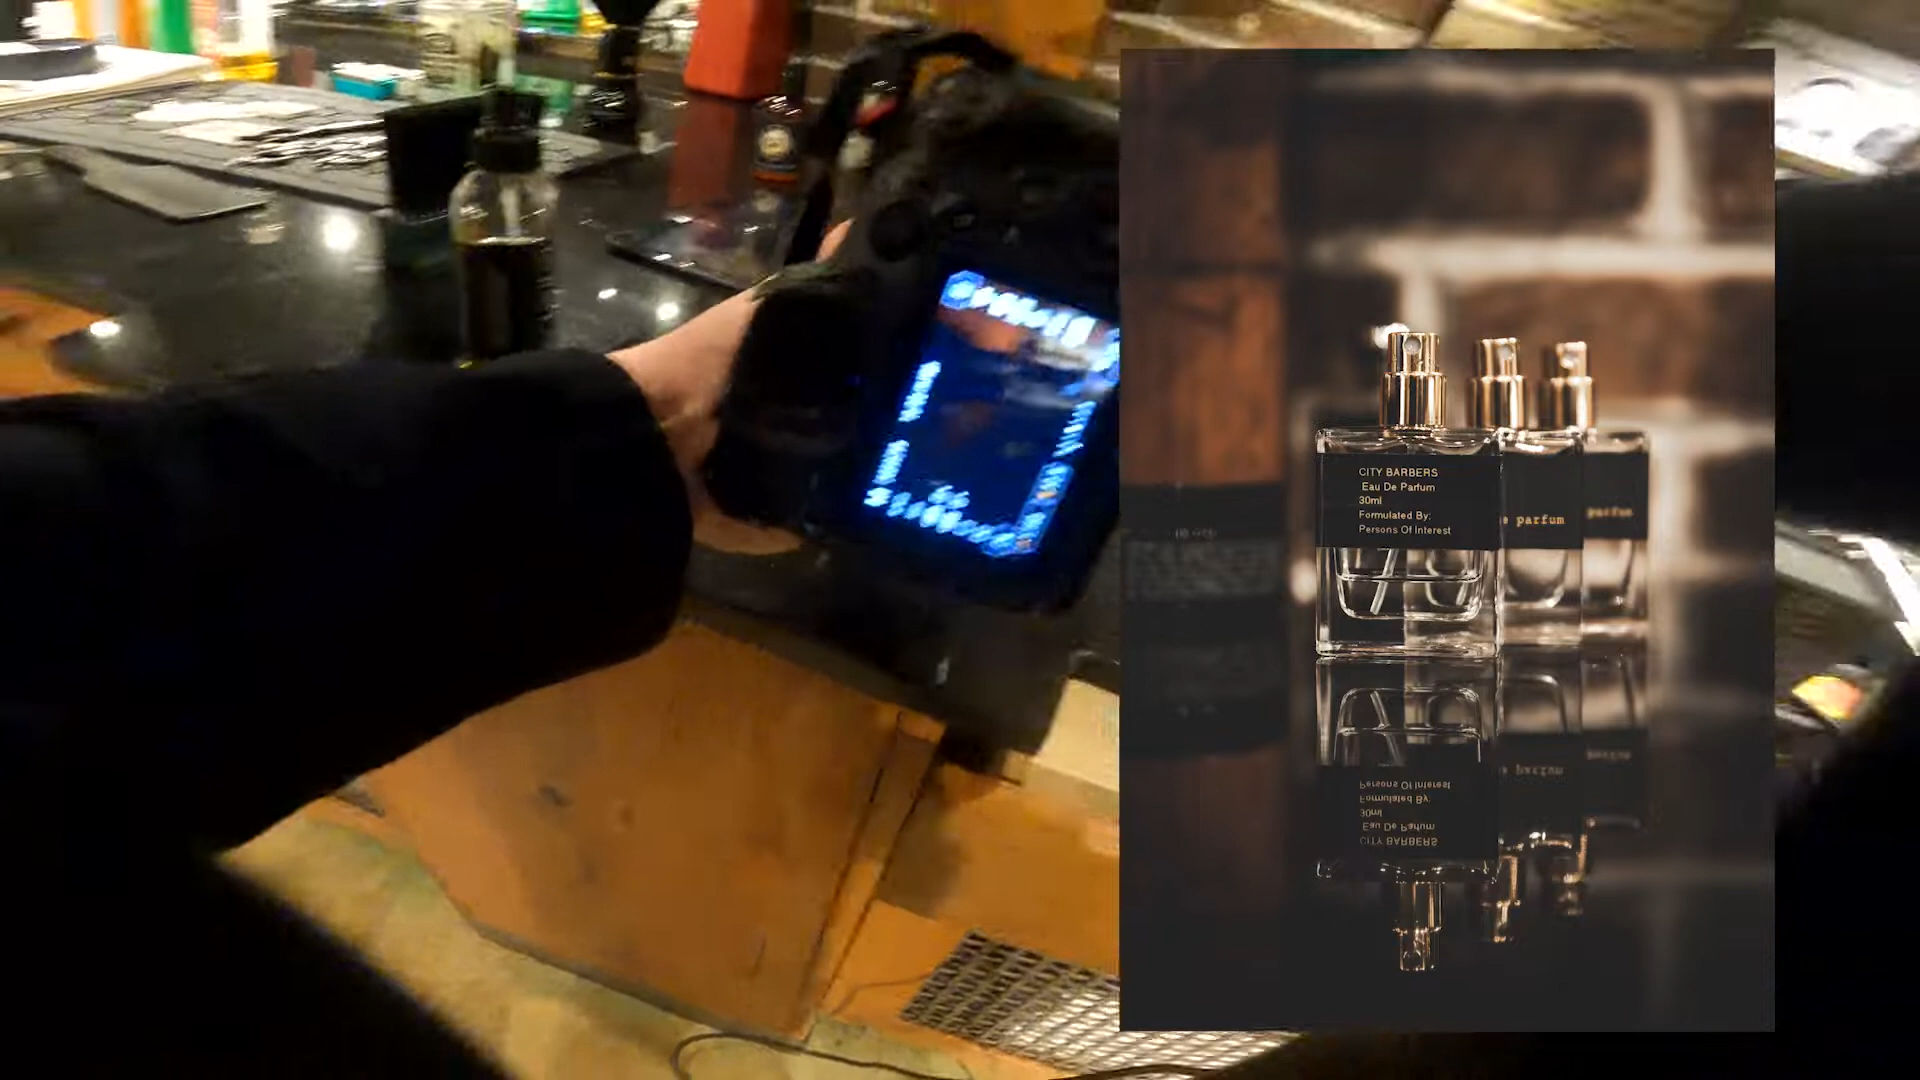 CITY BARBERS
Eau De Parfum
30ml
Formulated By:
Persons Of Interest
parfum
parfum